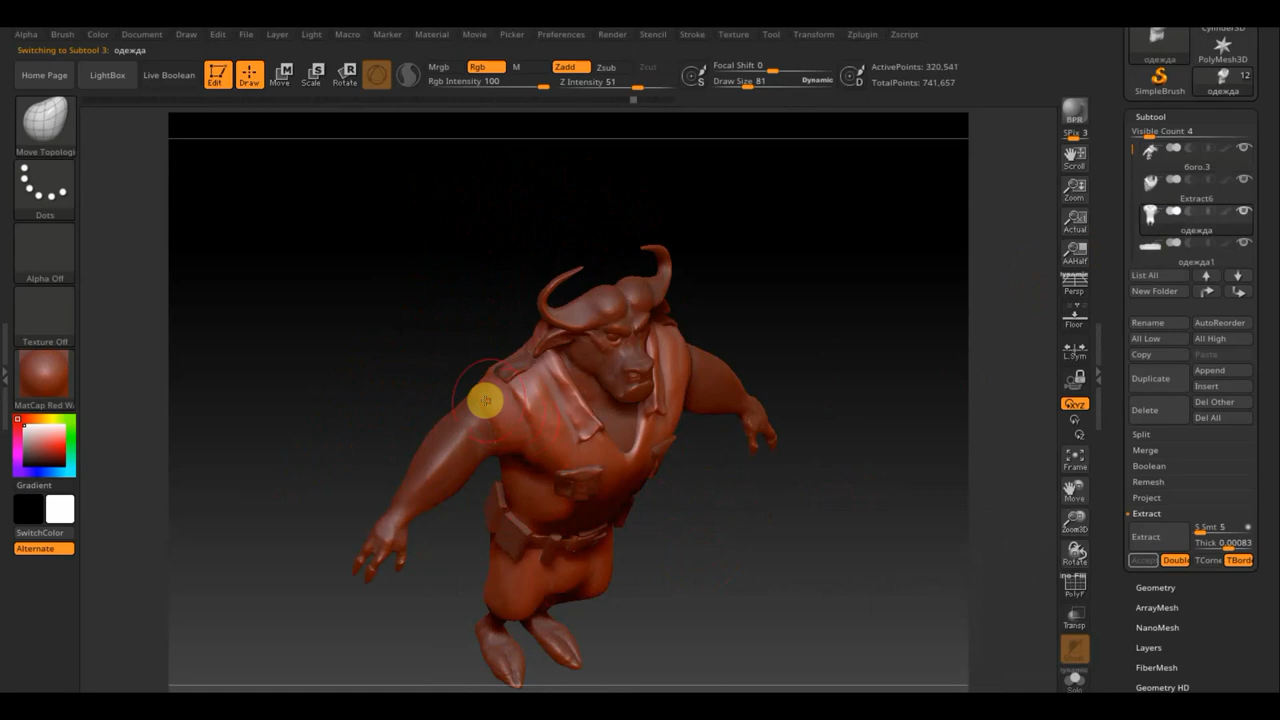 Alpha Brush Color Document Draw Edit File Layer Light Macro Marker Material Movie Picker Preferences Render Stencil Stroke Texture Tool Transform Zplugin Zscript
Switching to Subtool 3: одежда
Home Page LightBox Live Boolean Edit Draw Move Scale Rotate
Mrgb Rgb M Zadd Zsub Zcut
Rgb Intensity 100 Z Intensity 51
Focal Shift 0
Draw Size 81 Dynamic
S
D
ActivePoints: 320,541
TotalPoints: 741,657
Move Topologi
Dots
Alpha Off
Texture Off
MatCap Red W
Gradient
SwitchColor
Alternate
BPR
SPix 3
Scroll
Zoom
Actual
AAHalf
Persp
Floor
L.Sym
XYZ
Frame
Move
Zoom3D
Rotate
PolyF
Transp
Solo
Cylinder3D
одежда PolyMesh3D
12
SimpleBrush одежда
Subtool
Visible Count 4
бого.3
Extract6
одежда
одежда1
List All
New Folder
Rename AutoReorder
All Low All High
Copy Paste
Duplicate Append
Insert
Delete Del Other
Del All
Split
Merge
Boolean
Remesh
Project
Extract
Extract S Smt 5
Thick 0.00083
Accept Double TCorne TBorde
Geometry
ArrayMesh
NanoMesh
Layers
FiberMesh
Geometry HD